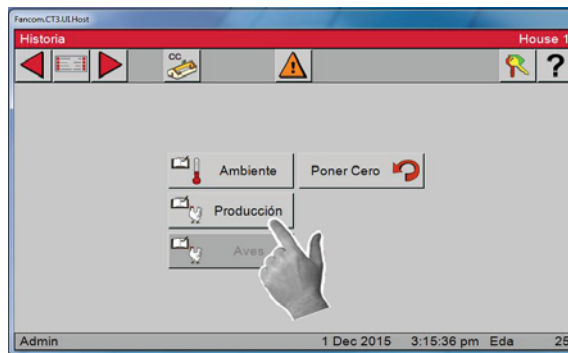 Fancom.CT3.UI.Host
Historia House 1
CC
?
Ambiente Poner Cero
Producción
Aves
Admin 1 Dec 2015 3:15:36 pm Eda 25